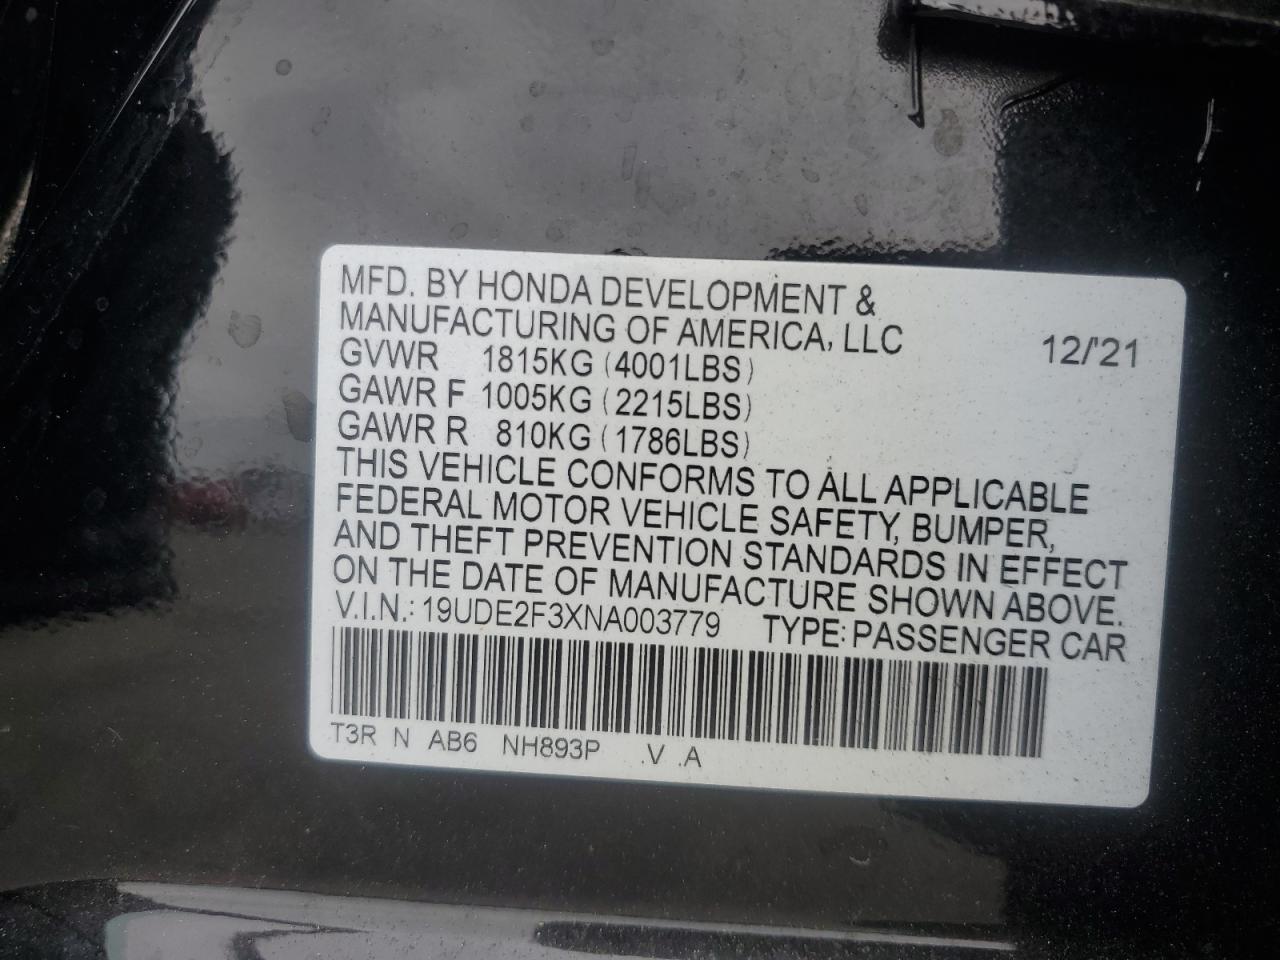 MFD. BY HONDA DEVELOPMENT &
MANUFACTURING OF AMERICA, LLC 12/'21
GVWR 1815KG (4001LBS)
GAWR F 1005KG (2215LBS)
GAWR R 810KG (1786LBS)
THIS VEHICLE CONFORMS TO ALL APPLICABLE
FEDERAL MOTOR VEHICLE SAFETY, BUMPER,
AND THEFT PREVENTION STANDARDS IN EFFECT
ON THE DATE OF MANUFACTURE SHOWN ABOVE.
V.I.N.: 19UDE2F3XNA003779 TYPE: PASSENGER CAR
T3R N AB6 NH893P .V .A